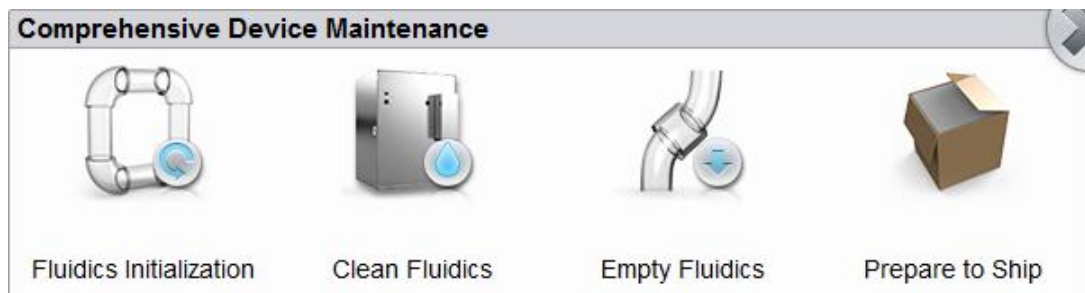 Comprehensive Device Maintenance
Fluidics Initialization
Clean Fluidics
Empty Fluidics
Prepare to Ship